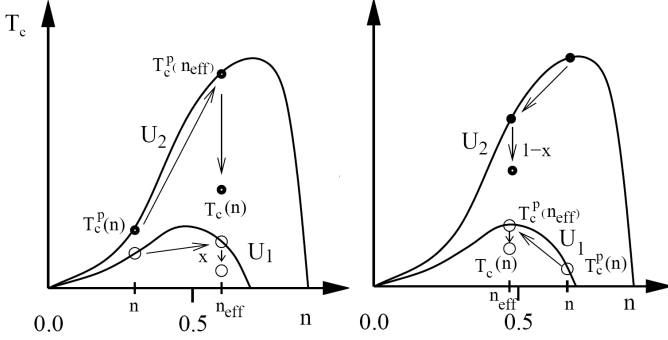 T_c
T_c^p(n_eff)
U_2
T_c^p(n)
T_c(n)
U_1
x
n
n_eff
0.0
0.5
n
U_2
1-x
T_c^p(n_eff)
U_1
T_c(n)
T_c^p(n)
n_eff
n
0.0
0.5
n